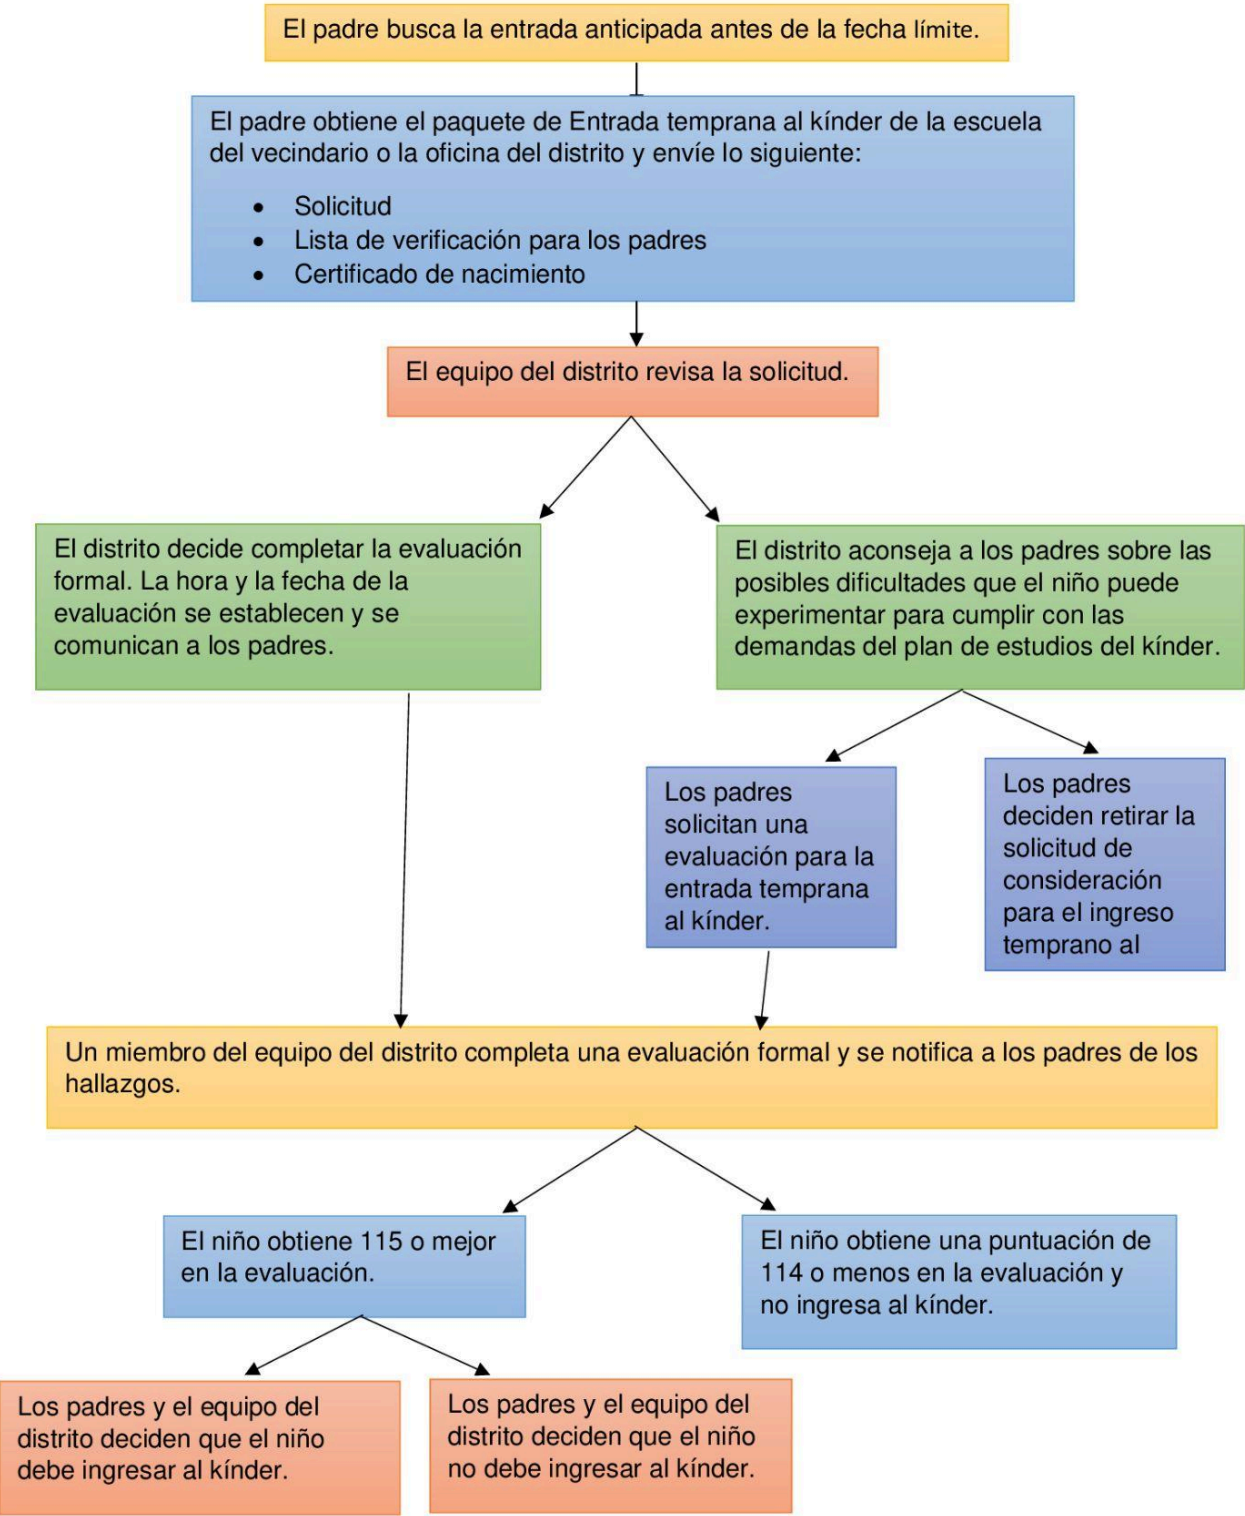 El padre busca la entrada anticipada antes de la fecha límite.
El padre obtiene el paquete de Entrada temprana al kínder de la escuela
del vecindario o la oficina del distrito y envíe lo siguiente:
• Solicitud
• Lista de verificación para los padres
• Certificado de nacimiento
El equipo del distrito revisa la solicitud.
El distrito decide completar la evaluación
formal. La hora y la fecha de la
evaluación se establecen y se
comunican a los padres.
El distrito aconseja a los padres sobre las
posibles dificultades que el niño puede
experimentar para cumplir con las
demandas del plan de estudios del kínder.
Los padres
solicitan una
evaluación para la
entrada temprana
al kínder.
Los padres
deciden retirar la
solicitud de
consideración
para el ingreso
temprano al
Un miembro del equipo del distrito completa una evaluación formal y se notifica a los padres de los
hallazgos.
El niño obtiene 115 o mejor
en la evaluación.
El niño obtiene una puntuación de
114 o menos en la evaluación y
no ingresa al kínder.
Los padres y el equipo del
distrito deciden que el niño
debe ingresar al kínder.
Los padres y el equipo del
distrito deciden que el niño
no debe ingresar al kínder.